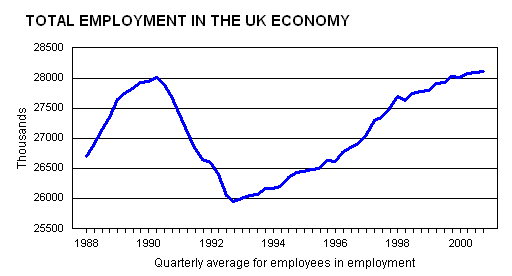 TOTAL EMPLOYMENT IN THE UK ECONOMY
28500
28000
27500
27000
26500
26000
25500
Thousands
1988 1990 1992 1994 1996 1998 2000
Quarterly average for employees in employment